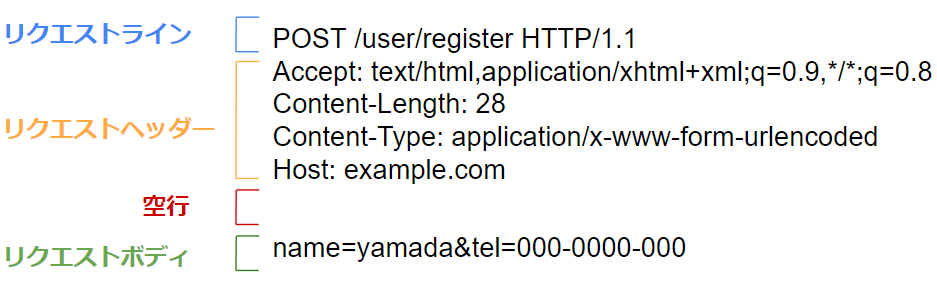 リクエストライン
POST /user/register HTTP/1.1
リクエストヘッダー
Accept: text/html,application/xhtml+xml;q=0.9,*/*;q=0.8
Content-Length: 28
Content-Type: application/x-www-form-urlencoded
Host: example.com
空行
リクエストボディ
name=yamada&tel=000-0000-000